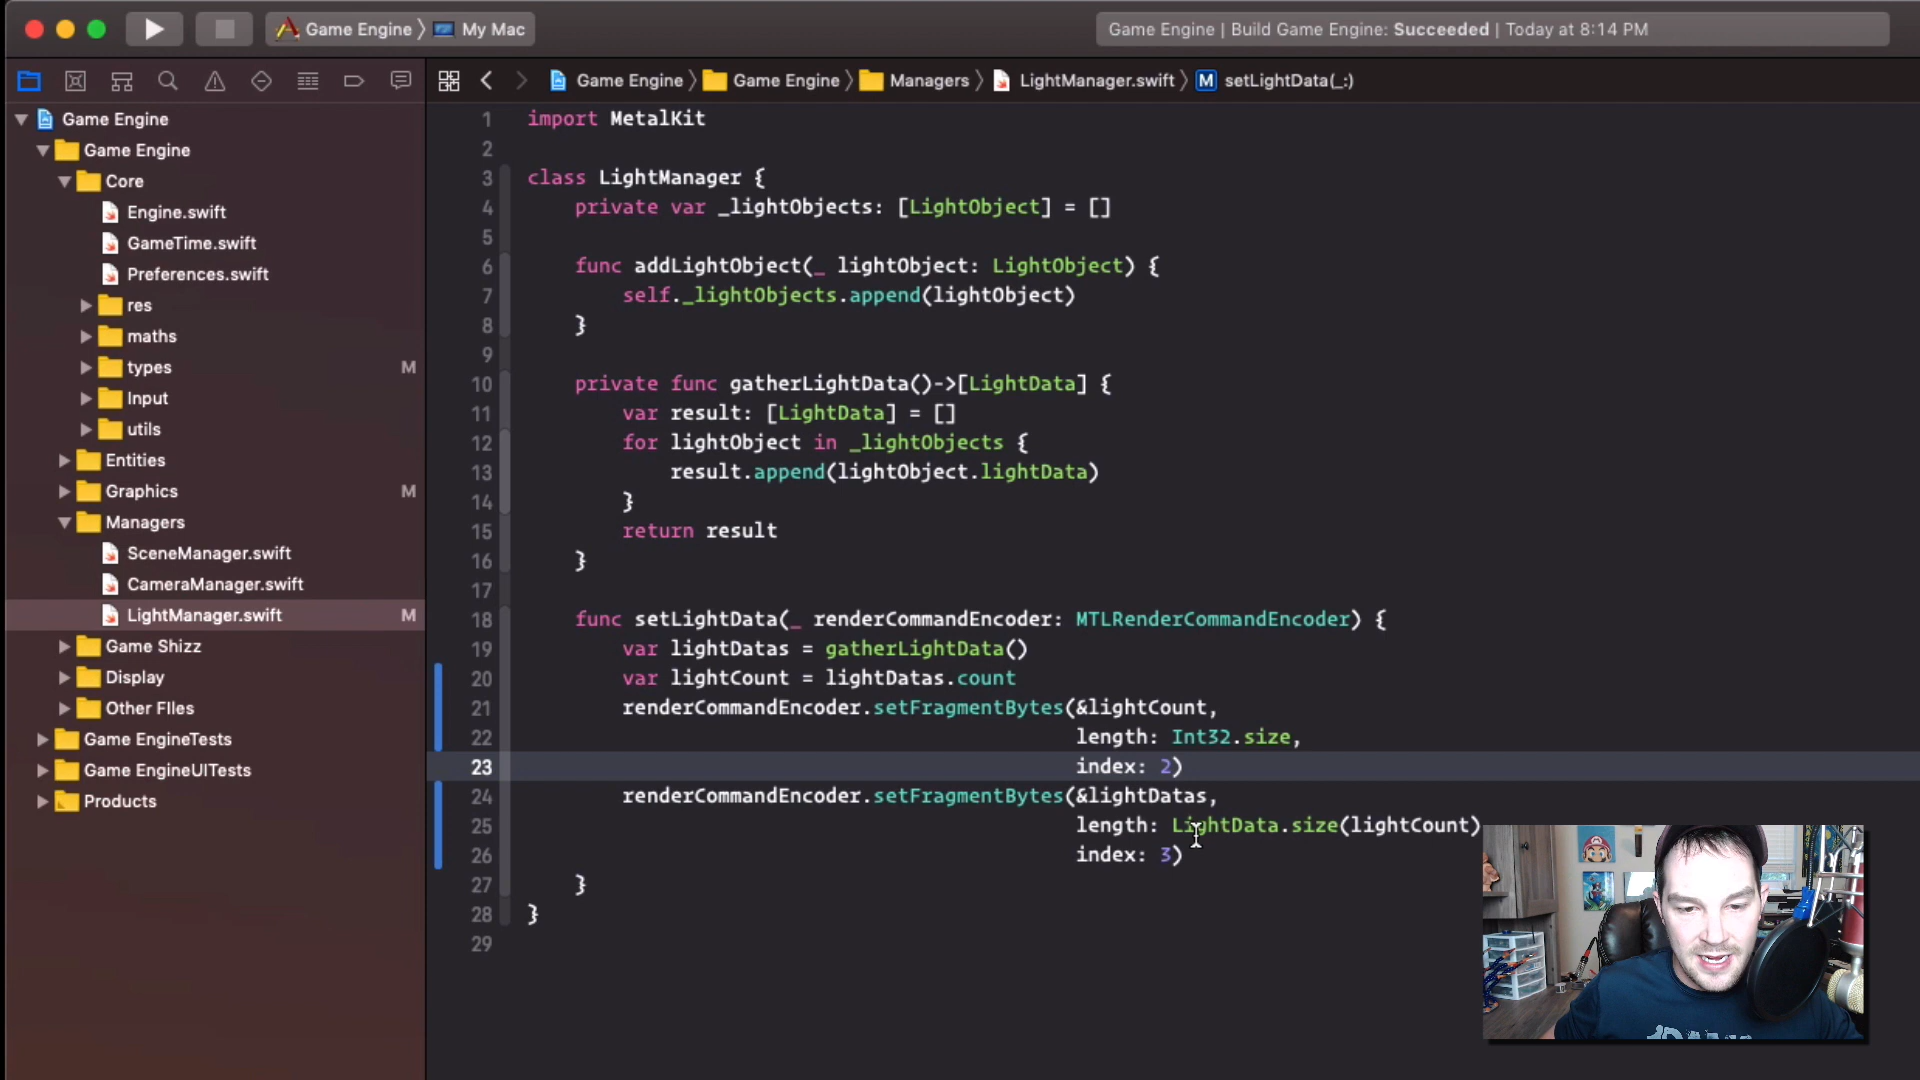 Game Engine 〉 My Mac
Game Engine | Build Game Engine: Succeeded | Today at 8:14 PM
Game Engine 〉 Game Engine 〉 Managers 〉 LightManager.swift 〉 M setLightData(_:)
Game Engine
Game Engine
Core
Engine.swift
GameTime.swift
Preferences.swift
res
maths
types M
Input
utils
Entities
Graphics M
Managers
SceneManager.swift
CameraManager.swift
LightManager.swift M
Game Shizz
Display
Other FIles
Game EngineTests
Game EngineUITests
Products
1 import MetalKit
2
3 class LightManager {
4 private var _lightObjects: [LightObject] = []
5
6 func addLightObject(_ lightObject: LightObject) {
7 self._lightObjects.append(lightObject)
8 }
9
10 private func gatherLightData()->[LightData] {
11 var result: [LightData] = []
12 for lightObject in _lightObjects {
13 result.append(lightObject.lightData)
14 }
15 return result
16 }
17
18 func setLightData(_ renderCommandEncoder: MTLRenderCommandEncoder) {
19 var lightDatas = gatherLightData()
20 var lightCount = lightDatas.count
21 renderCommandEncoder.setFragmentBytes(&lightCount,
22 length: Int32.size,
23 index: 2)
24 renderCommandEncoder.setFragmentBytes(&lightDatas,
25 length: LightData.size(lightCount)
26 index: 3)
27 }
28 }
29